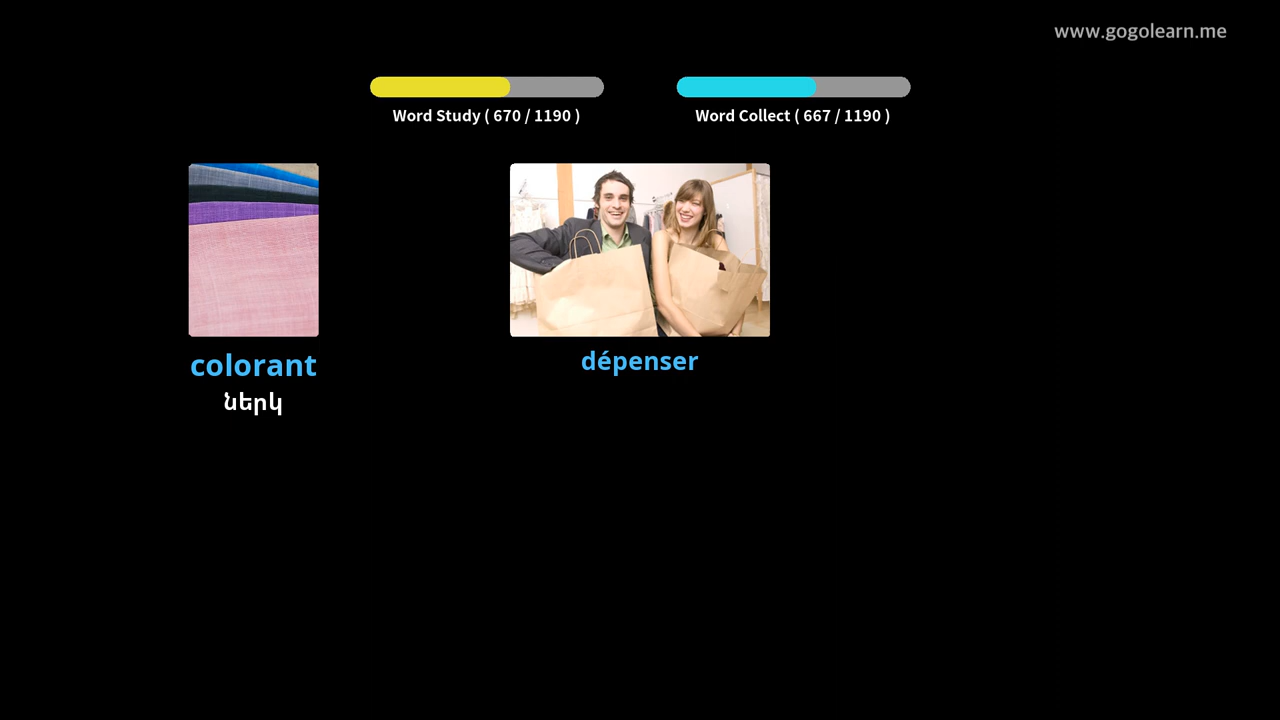 www.gogolearn.me
Word Study ( 670 / 1190 )
Word Collect ( 667 / 1190 )
colorant
ներկ
dépenser